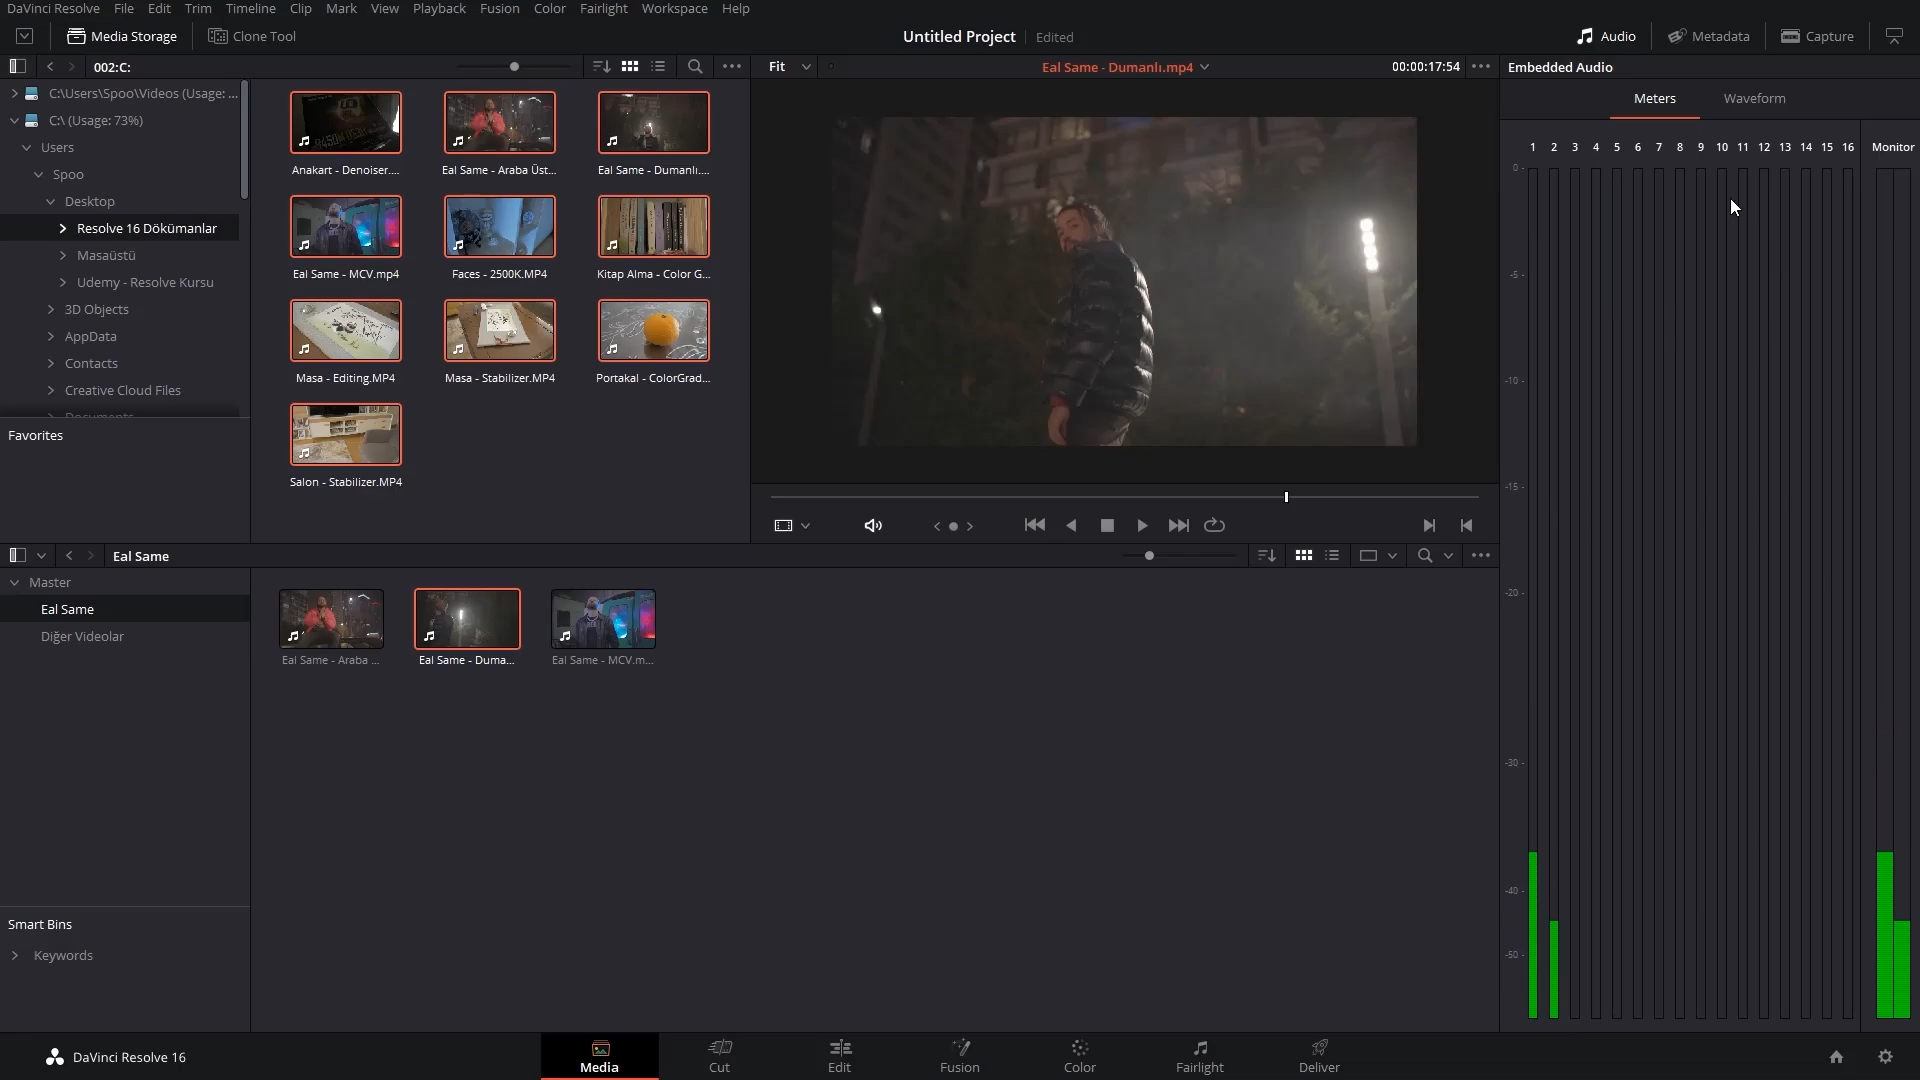 DaVinci Resolve File Edit Trim Timeline Clip Mark View Playback Fusion Color Fairlight Workspace Help
Media Storage Clone Tool Untitled Project Edited Audio Metadata Capture
002:C: Fit Eal Same - Dumanlı.mp4 00:00:17:54 Embedded Audio
C:\Users\Spoo\Videos (Usage: ...
C:\ (Usage: 73%)
Users
Spoo
Desktop
Resolve 16 Dökümanlar
Masaüstü
Udemy - Resolve Kursu
3D Objects
AppData
Contacts
Creative Cloud Files
Documents
Favorites
Anakart - Denoiser....
Eal Same - Araba Üst...
Eal Same - Dumanlı....
Eal Same - MCV.mp4
Faces - 2500K.MP4
Kitap Alma - Color G...
Masa - Editing.MP4
Masa - Stabilizer.MP4
Portakal - ColorGrad...
Salon - Stabilizer.MP4
Meters Waveform
1 2 3 4 5 6 7 8 9 10 11 12 13 14 15 16 Monitor
0 -
-5 -
-10 -
-15 -
-20 -
-30 -
-40 -
-50 -
Eal Same
Master
Eal Same
Diğer Videolar
Eal Same - Araba ...
Eal Same - Duma...
Eal Same - MCV.m...
Smart Bins
Keywords
DaVinci Resolve 16
Media Cut Edit Fusion Color Fairlight Deliver